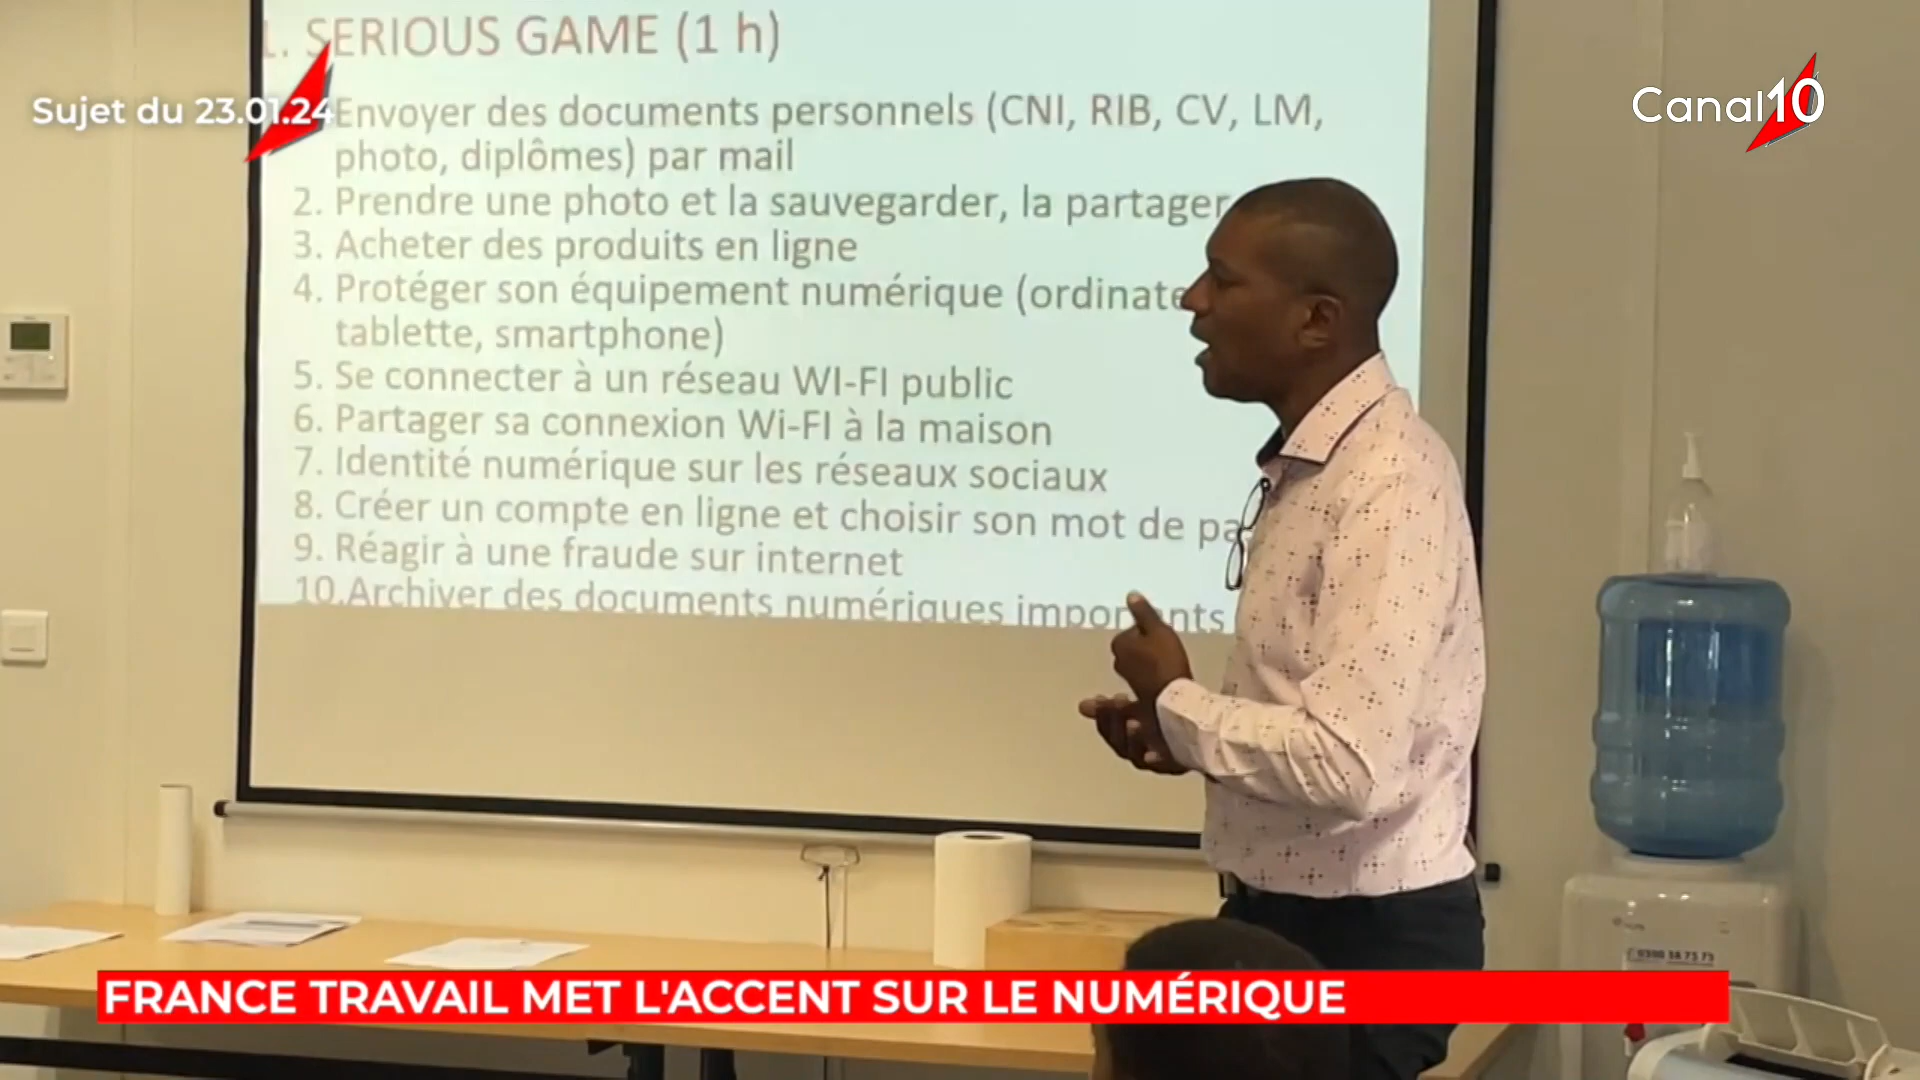 1. SERIOUS GAME (1 h)
Sujet du 23.01.24
Canal10
Envoyer des documents personnels (CNI, RIB, CV, LM,
photo, diplômes) par mail
2. Prendre une photo et la sauvegarder, la partager
3. Acheter des produits en ligne
4. Protéger son équipement numérique (ordinate
tablette, smartphone)
5. Se connecter à un réseau WI-FI public
6. Partager sa connexion Wi-FI à la maison
7. Identité numérique sur les réseaux sociaux
8. Créer un compte en ligne et choisir son mot de pa
9. Réagir à une fraude sur internet
10.Archiver des documents numériques importants
FRANCE TRAVAIL MET L'ACCENT SUR LE NUMÉRIQUE